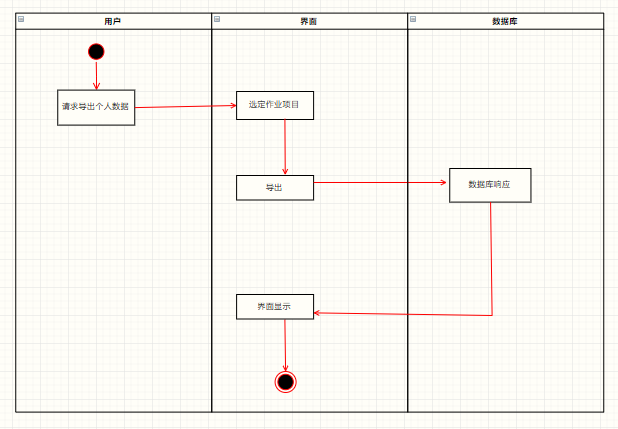 用户
界面
数据库
请求导出个人数据
选定作业项目
导出
数据库响应
界面显示